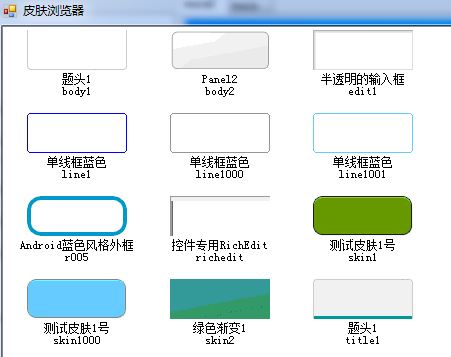 皮肤浏览器
题头1
body1
Panel2
body2
半透明的输入框
edit1
单线框蓝色
line1
单线框蓝色
line1000
单线框蓝色
line1001
Android蓝色风格外框
r005
控件专用RichEdit
richedit
测试皮肤1号
skin1
测试皮肤1号
skin1000
绿色渐变1
skin2
题头1
title1